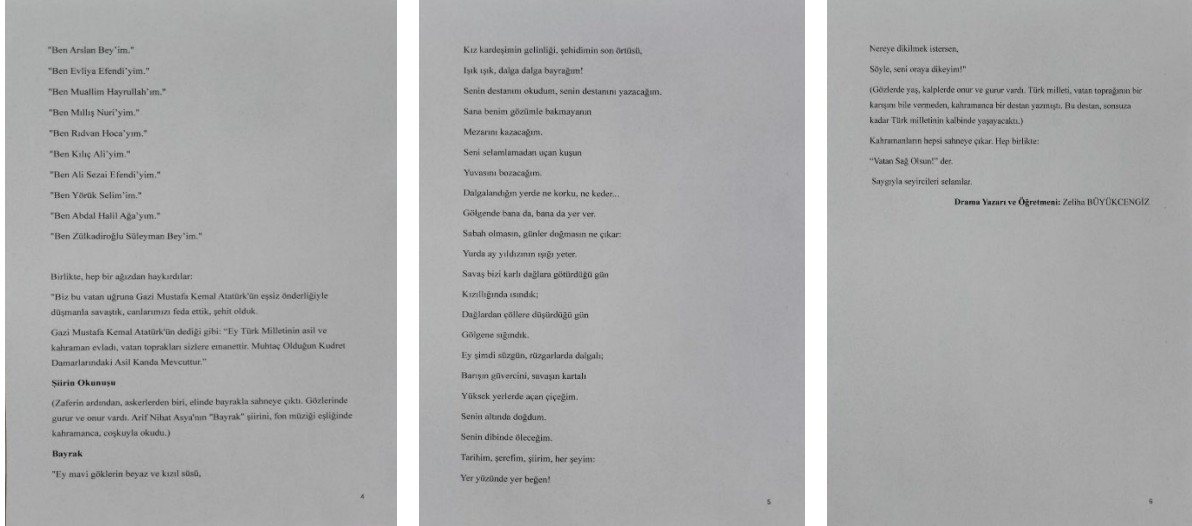 "Ben Arslan Bey'im."
"Ben Evliya Efendi'yim."
"Ben Muallim Hayrullah'ım."
"Ben Mıllış Nuri'yim."
"Ben Rıdvan Hoca'yım."
"Ben Kılıç Ali'yim."
"Ben Ali Sezai Efendi'yim."
"Ben Yörük Selim'im."
"Ben Abdal Halil Ağa'yım."
"Ben Zülkadiroğlu Süleyman Bey'im."
Birlikte, hep bir ağızdan haykırdılar:
"Biz bu vatan uğruna Gazi Mustafa Kemal Atatürk'ün eşsiz önderliğiyle
düşmanla savaştık, canlarımızı feda ettik, şehit olduk.
Gazi Mustafa Kemal Atatürk'ün dediği gibi: "Ey Türk Milletinin asil ve
kahraman evladı, vatan toprakları sizlere emanettir. Muhtaç Olduğun Kudret
Damarlarındaki Asil Kanda Mevcuttur."
Şiirin Okunuşu
(Zaferin ardından, askerlerden biri, elinde bayrakla sahneye çıktı. Gözlerinde
gurur ve onur vardı. Arif Nihat Asya'nın "Bayrak" şiirini, fon müziği eşliğinde
kahramanca, coşkuyla okudu.)
Bayrak
"Ey mavi göklerin beyaz ve kızıl süsü,
4
Kız kardeşimin gelinliği, şehidimin son örtüsü,
Işık ışık, dalga dalga bayrağım!
Senin destanını okudum, senin destanını yazacağım.
Sana benim gözümle bakmayanın
Mezarını kazacağım.
Seni selamlamadan uçan kuşun
Yuvasını bozacağım.
Dalgalandığın yerde ne korku, ne keder...
Gölgende bana da, bana da yer ver.
Sabah olmasın, günler doğmasın ne çıkar:
Yurda ay yıldızının ışığı yeter.
Savaş bizi karlı dağlara götürdüğü gün
Kızıllığında ısındık;
Dağlardan çöllere düşürdüğü gün
Gölgene sığındık.
Ey şimdi süzgün, rüzgarlarda dalgalı;
Barışın güvercini, savaşın kartalı
Yüksek yerlerde açan çiçeğim.
Senin altında doğdum.
Senin dibinde öleceğim.
Tarihim, şerefim, şiirim, her şeyim:
Yer yüzünde yer beğen!
5
Nereye dikilmek istersen,
Söyle, seni oraya dikeyim!"
(Gözlerde yaş, kalplerde onur ve gurur vardı. Türk milleti, vatan toprağının bir
karışını bile vermeden, kahramanca bir destan yazmıştı. Bu destan, sonsuza
kadar Türk milletinin kalbinde yaşayacaktı.)
Kahramanların hepsi sahneye çıkar. Hep birlikte:
"Vatan Sağ Olsun!" der.
Saygıyla seyircileri selamlar.
Drama Yazarı ve Öğretmeni: Zeliha BÜYÜKCENGİZ
6